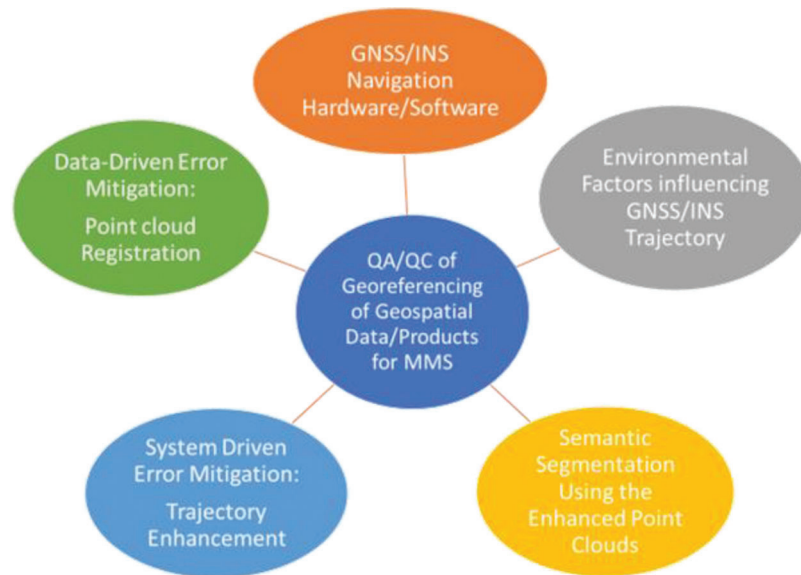 GNSS/INS
Navigation
Hardware/Software
Data-Driven Error
Mitigation:
Point cloud
Registration
Environmental
Factors influencing
GNSS/INS
Trajectory
QA/QC of
Georeferencing
of Geospatial
Data/Products
for MMS
System Driven
Error Mitigation:
Trajectory
Enhancement
Semantic
Segmentation
Using the
Enhanced Point
Clouds